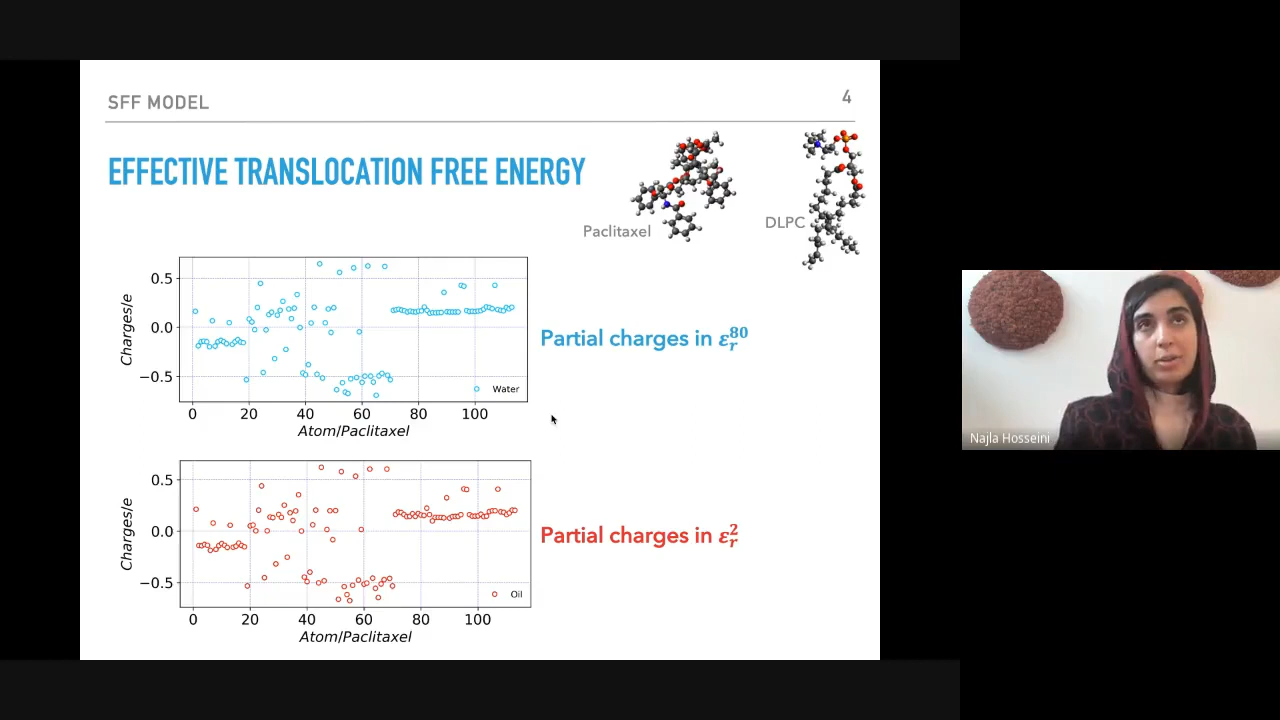 SFF MODEL
4
EFFECTIVE TRANSLOCATION FREE ENERGY
Paclitaxel
DLPC
Charges/e
0.5
0.0
−0.5
Water
0 20 40 60 80 100
Atom/Paclitaxel
Partial charges in ε_r^80
Charges/e
0.5
0.0
−0.5
Oil
0 20 40 60 80 100
Atom/Paclitaxel
Partial charges in ε_r^2
Najla Hosseini